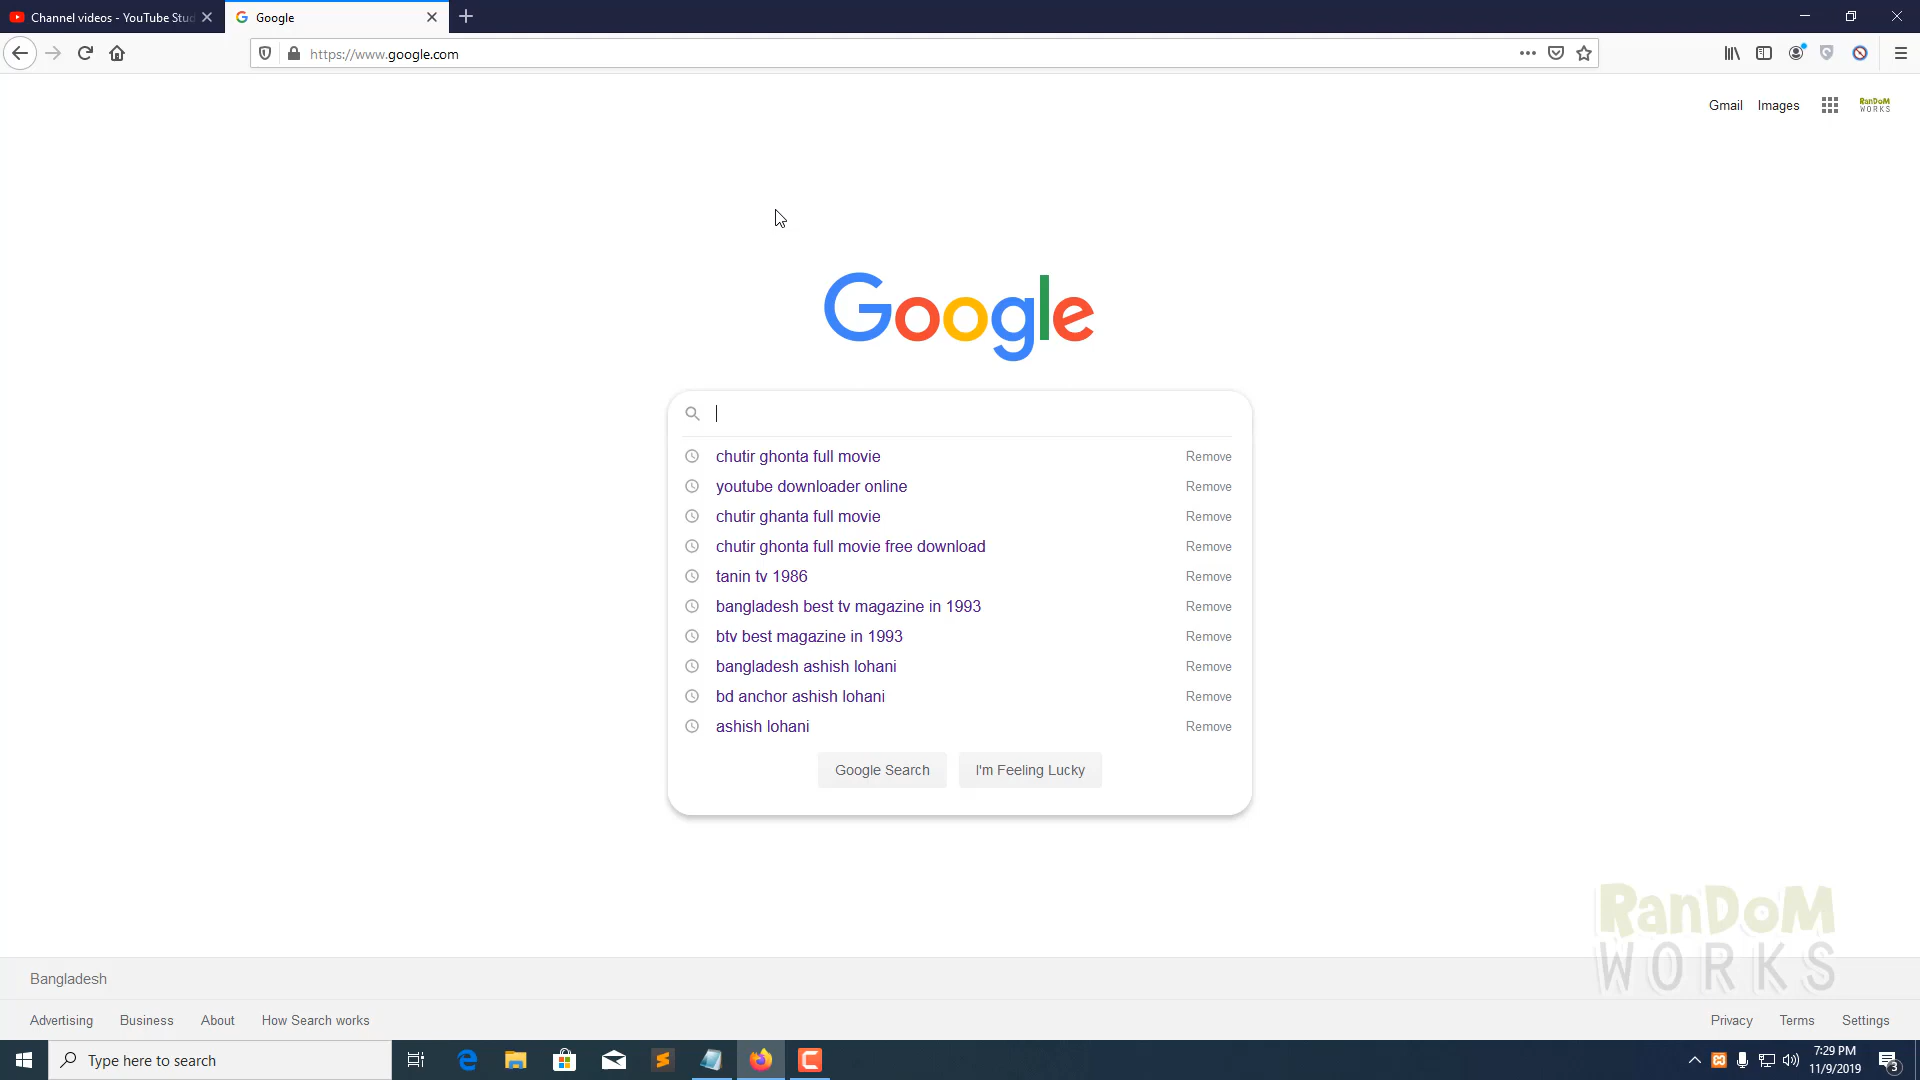 Channel videos - YouTube Stud
Google
https://www.google.com
Gmail
Images
RanDoM
WORKS
Google
chutir ghonta full movie
Remove
youtube downloader online
Remove
chutir ghanta full movie
Remove
chutir ghonta full movie free download
Remove
tanin tv 1986
Remove
bangladesh best tv magazine in 1993
Remove
btv best magazine in 1993
Remove
bangladesh ashish lohani
Remove
bd anchor ashish lohani
Remove
ashish lohani
Remove
Google Search
I'm Feeling Lucky
RanDoM
WORKS
Bangladesh
Advertising
Business
About
How Search works
Privacy
Terms
Settings
Type here to search
7:29 PM
11/9/2019
3